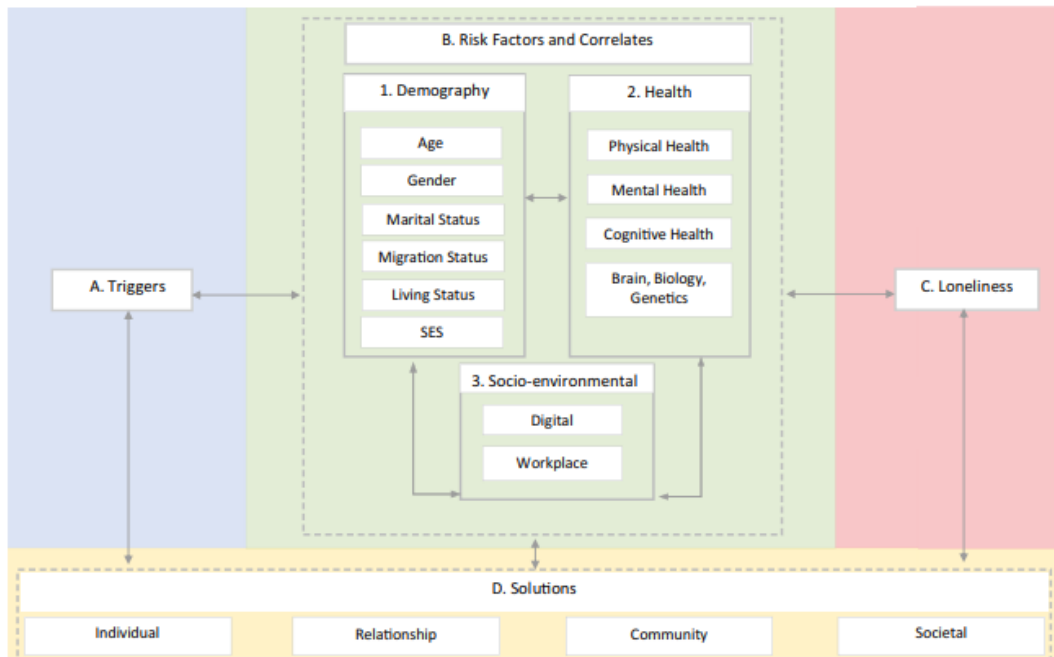 B. Risk Factors and Correlates
1. Demography
Age
Gender
Marital Status
Migration Status
Living Status
SES
2. Health
Physical Health
Mental Health
Cognitive Health
Brain, Biology,
Genetics
3. Socio-environmental
Digital
Workplace
A. Triggers
C. Loneliness
D. Solutions
Individual
Relationship
Community
Societal